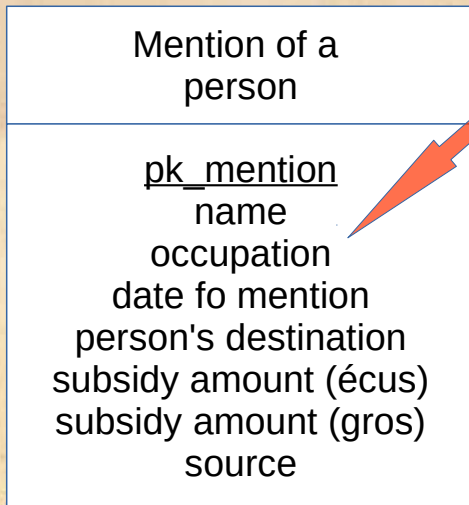 Mention of a
person
pk_mention
name
occupation
date fo mention
person's destination
subsidy amount (écus)
subsidy amount (gros)
source